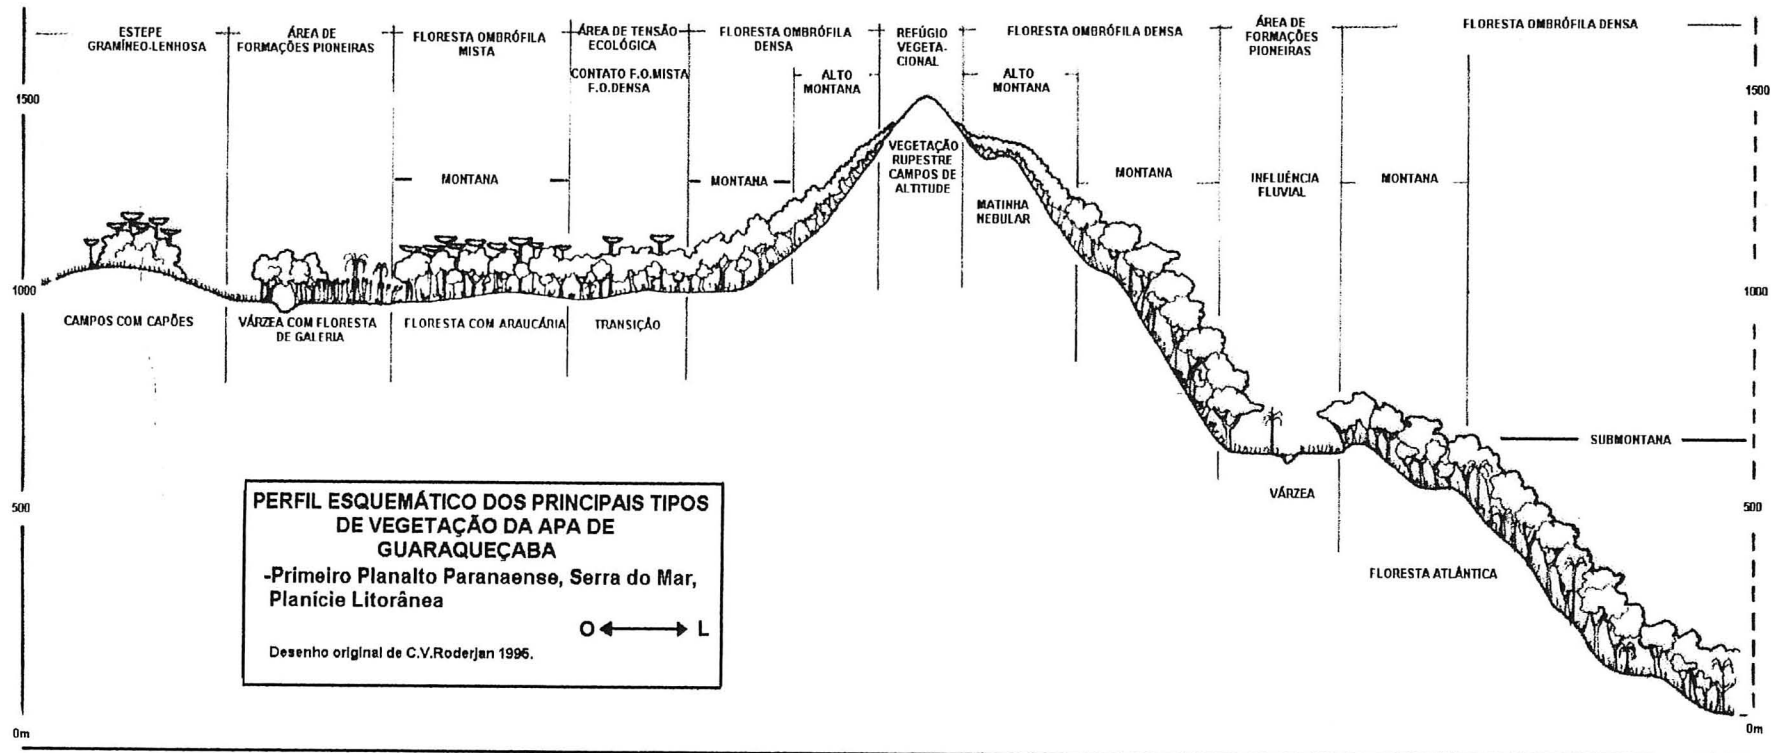 ESTEPE
GRAMÍNEO-LENHOSA
ÁREA DE
FORMAÇÕES PIONEIRAS
FLORESTA OMBRÓFILA
MISTA
ÁREA DE TENSÃO
ECOLÓGICA
CONTATO F.O.MISTA
F.O.DENSA
FLORESTA OMBRÓFILA
DENSA
REFÚGIO
VEGETA-
CIONAL
FLORESTA OMBRÓFILA DENSA
ÁREA DE
FORMAÇÕES
PIONEIRAS
FLORESTA OMBRÓFILA DENSA
ALTO
MONTANA
ALTO
MONTANA
1500
1500
MONTANA
MONTANA
VEGETAÇÃO
RUPESTRE
CAMPOS DE
ALTITUDE
MATINHA
NEBULAR
MONTANA
INFLUÊNCIA
FLUVIAL
MONTANA
1000
1000
CAMPOS COM CAPÕES
VÁRZEA COM FLORESTA
DE GALERIA
FLORESTA COM ARAUCÁRIA
TRANSIÇÃO
SUBMONTANA
VÁRZEA
500
500
FLORESTA ATLÂNTICA
PERFIL ESQUEMÁTICO DOS PRINCIPAIS TIPOS
DE VEGETAÇÃO DA APA DE
GUARAQUEÇABA
-Primeiro Planalto Paranaense, Serra do Mar,
Planície Litorânea
O L
Desenho original de C.V.Roderjan 1995.
0m
0m